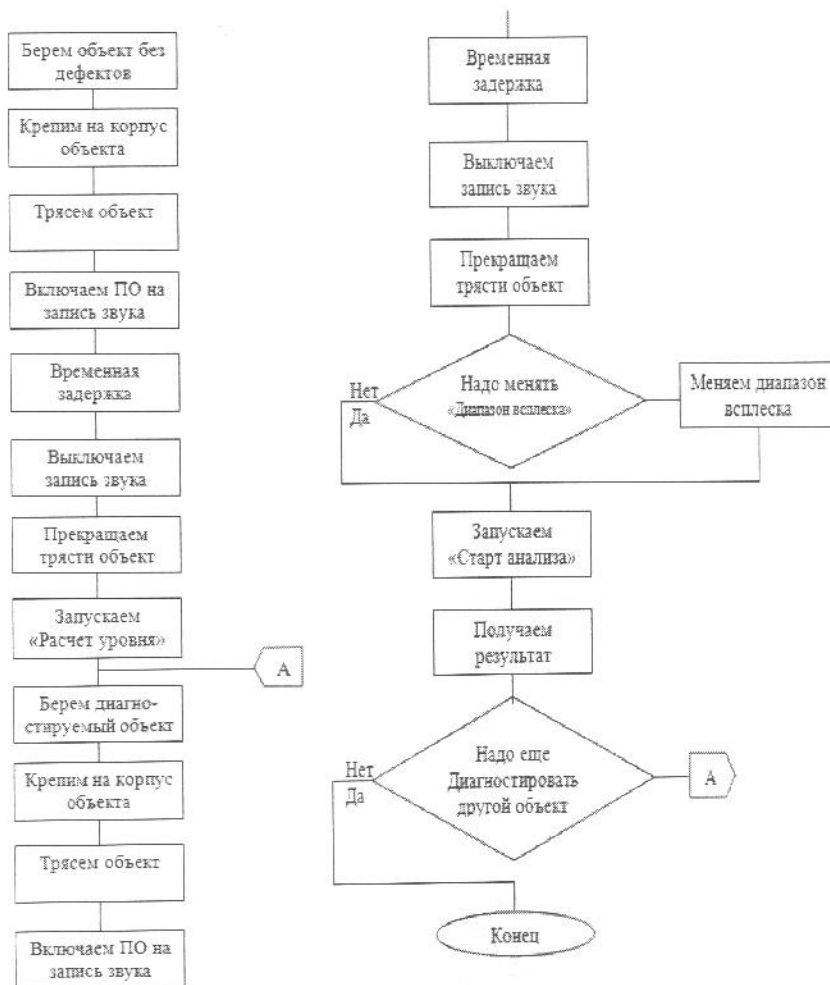 Берем объект без
дефектов
Крепим на корпус
объекта
Трясем объект
Включаем ПО на
запись звука
Временная
задержка
Выключаем
запись звука
Прекращаем
трясти объект
Запускаем
«Расчет уровня»
А
Берем диагно-
стируемый объект
Крепим на корпус
объекта
Трясем объект
Включаем ПО на
запись звука
Временная
задержка
Выключаем
запись звука
Прекращаем
трясти объект
Надо менять
«Диапазон всплеска»
Нет
Да
Меняем диапазон
всплеска
Запускаем
«Старт анализа»
Получаем
результат
Надо еще
Диагностировать
другой объект
Нет
Да
А
Конец